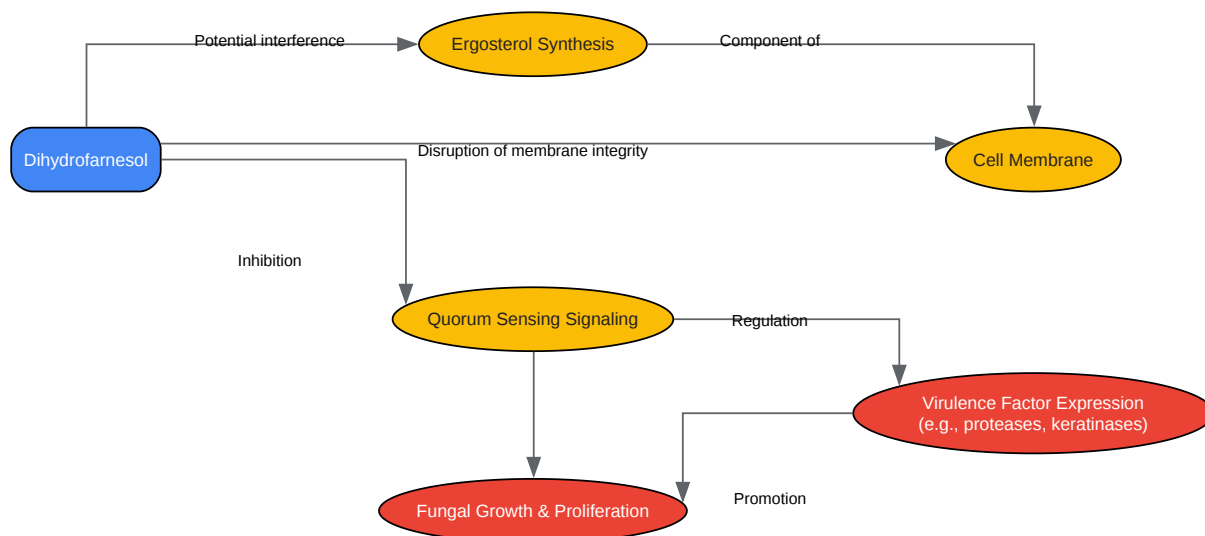 Potential interference
Ergosterol Synthesis
Component of
Dihydrofarnesol
Disruption of membrane integrity
Cell Membrane
Inhibition
Quorum Sensing Signaling
Regulation
Virulence Factor Expression
(e.g., proteases, keratinases)
Promotion
Fungal Growth & Proliferation